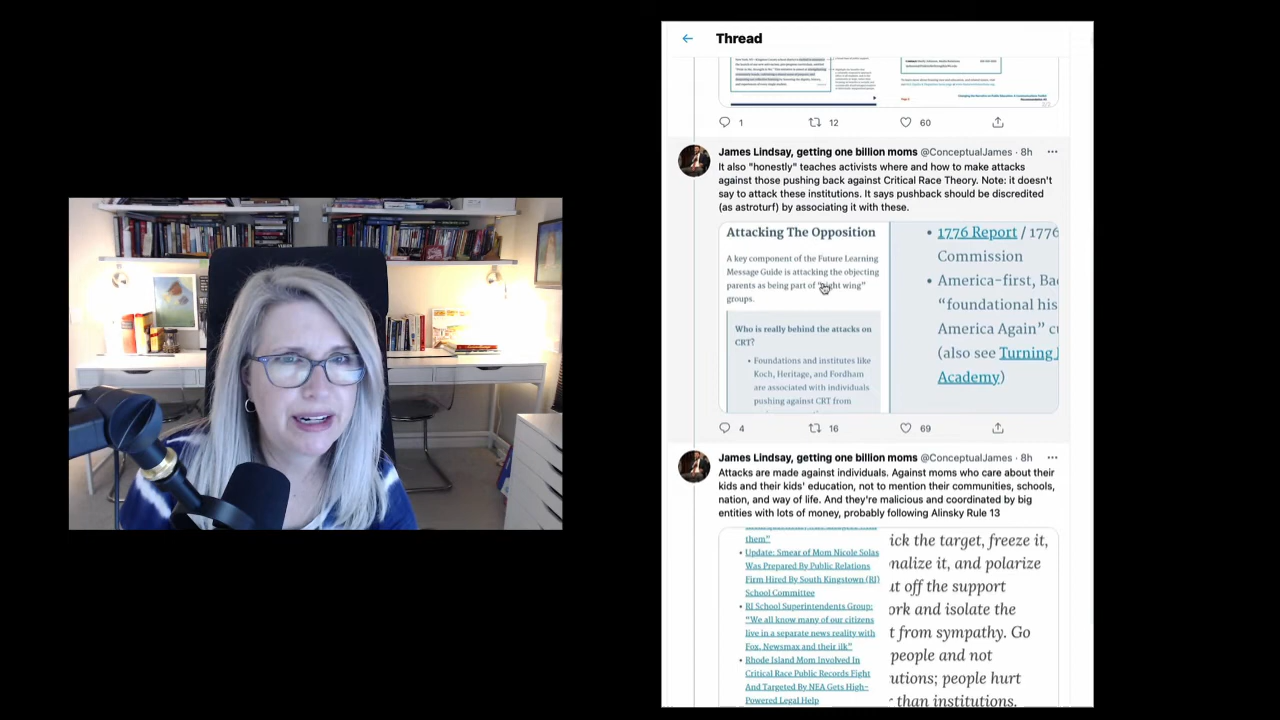 Thread
1
12
60
James Lindsay, getting one billion moms @ConceptualJames · 8h
It also "honestly" teaches activists where and how to make attacks
against those pushing back against Critical Race Theory. Note: it doesn't
say to attack these institutions. It says pushback should be discredited
(as astroturf) by associating it with these.
Attacking The Opposition
A key component of the Future Learning
Message Guide is attacking the objecting
parents as being part of "right wing"
groups.
Who is really behind the attacks on
CRT?
• Foundations and institutes like
Koch, Heritage, and Fordham
are associated with individuals
pushing against CRT from
• 1776 Report / 1776
Commission
• America-first, Bac
"foundational his
America Again" cu
(also see Turning
Academy)
4
16
69
James Lindsay, getting one billion moms @ConceptualJames · 8h
Attacks are made against individuals. Against moms who care about their
kids and their kids' education, not to mention their communities, schools,
nation, and way of life. And they're malicious and coordinated by big
entities with lots of money, probably following Alinsky Rule 13
them"
• Update: Smear of Mom Nicole Solas
Was Prepared By Public Relations
Firm Hired By South Kingstown (RI)
School Committee
• RI School Superintendents Group:
"We all know many of our citizens
live in a separate news reality with
Fox, Newsmax and their ilk"
• Rhode Island Mom Involved In
Critical Race Public Records Fight
And Targeted By NEA Gets High-
Powered Legal Help
ick the target, freeze it,
nalize it, and polarize
ut off the support
ork and isolate the
t from sympathy. Go
people and not
utions; people hurt
than institutions.